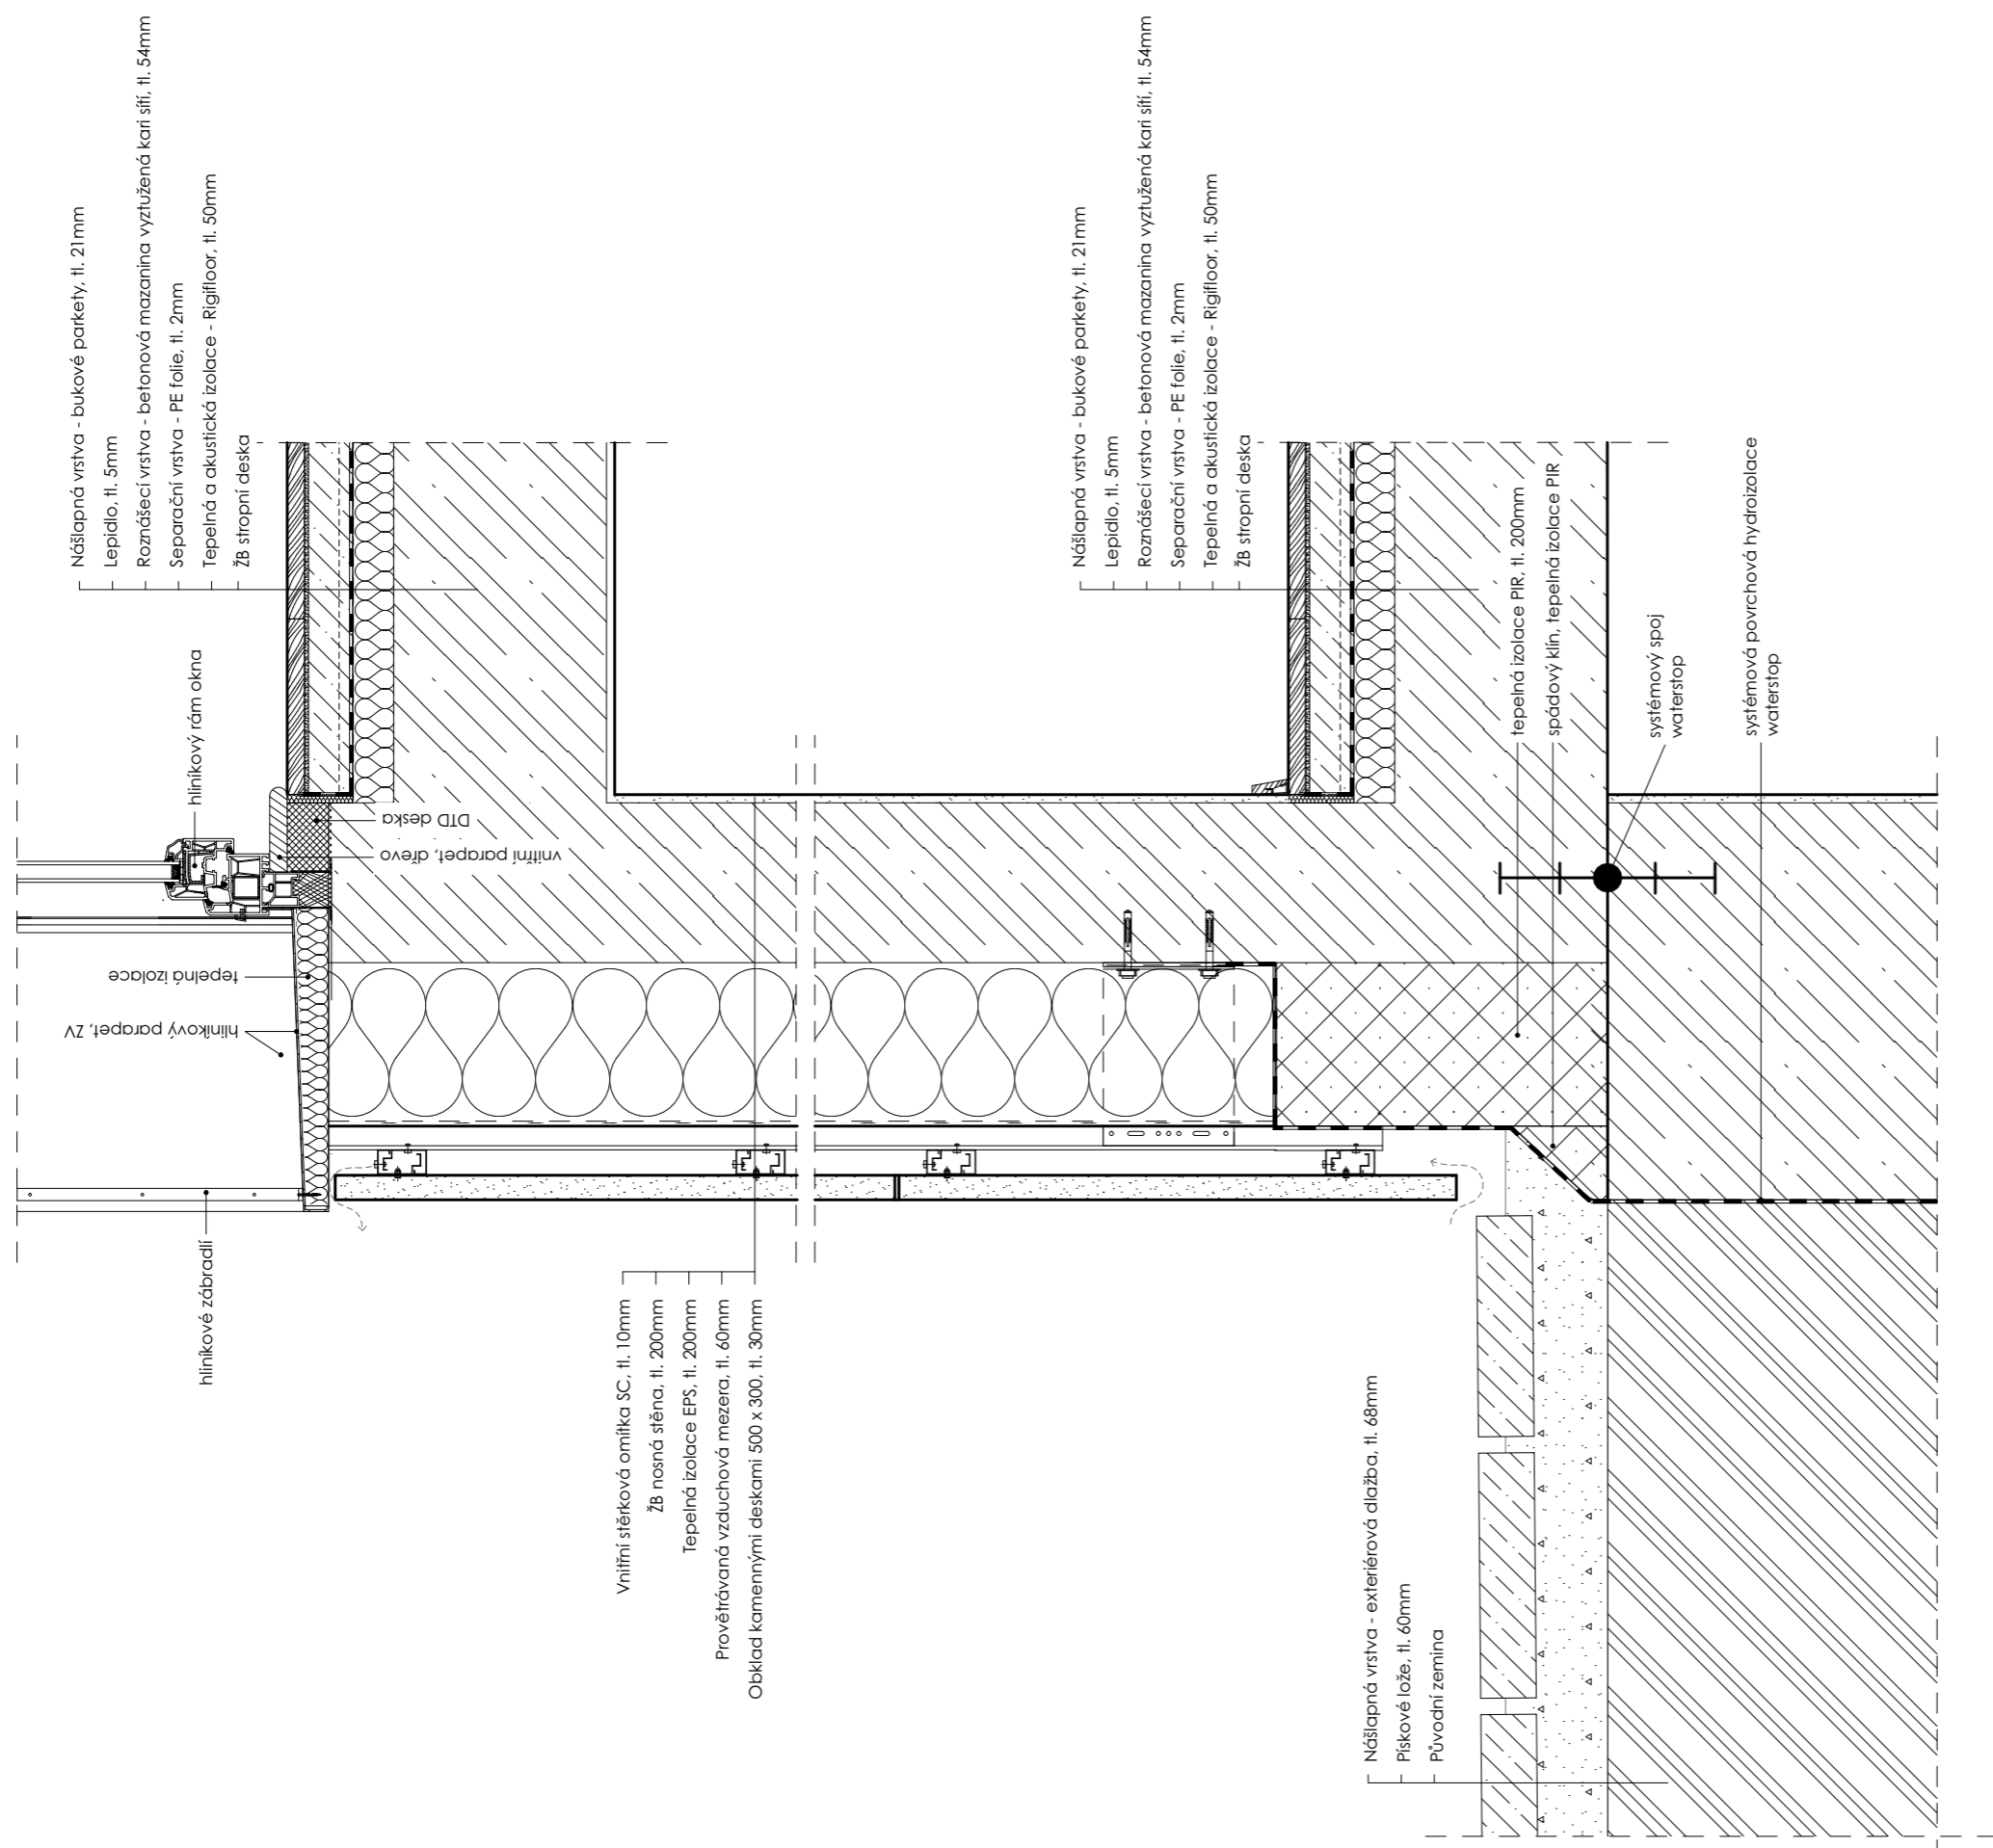 Nášlapná vrstva - bukové parkety, tl. 21mm
Lepidlo, tl. 5mm
Roznášecí vrstva - betonová mazanina vyztužená kari sítí, tl. 54mm
Separační vrstva - PE folie, tl. 2mm
Tepelná a akustická izolace - Rigifloor, tl. 50mm
ŽB stropní deska
Nášlapná vrstva - bukové parkety, tl. 21mm
Lepidlo, tl. 5mm
Roznášecí vrstva - betonová mazanina vyztužená kari sítí, tl. 54mm
Separační vrstva - PE folie, tl. 2mm
Tepelná a akustická izolace - Rigifloor, tl. 50mm
ŽB stropní deska
hliníkový rám okna
DTD deska
vnitřní parapet, dřevo
tepelná izolace
hliníkový parapet, ZV
hliníkové zábradlí
tepelná izolace PIR, tl. 200mm
spádový klín, tepelná izolace PIR
systémový spoj
waterstop
systémová povrchová hydroizolace
waterstop
Vnitřní stěrková omítka SC, tl. 10mm
ŽB nosná stěna, tl. 200mm
Tepelná izolace EPS, tl. 200mm
Provětrávaná vzduchová mezera, tl. 60mm
Obklad kamennými deskami 500 x 300, tl. 30mm
Nášlapná vrstva - exteriérová dlažba, tl. 68mm
Pískové lože, tl. 60mm
Původní zemina